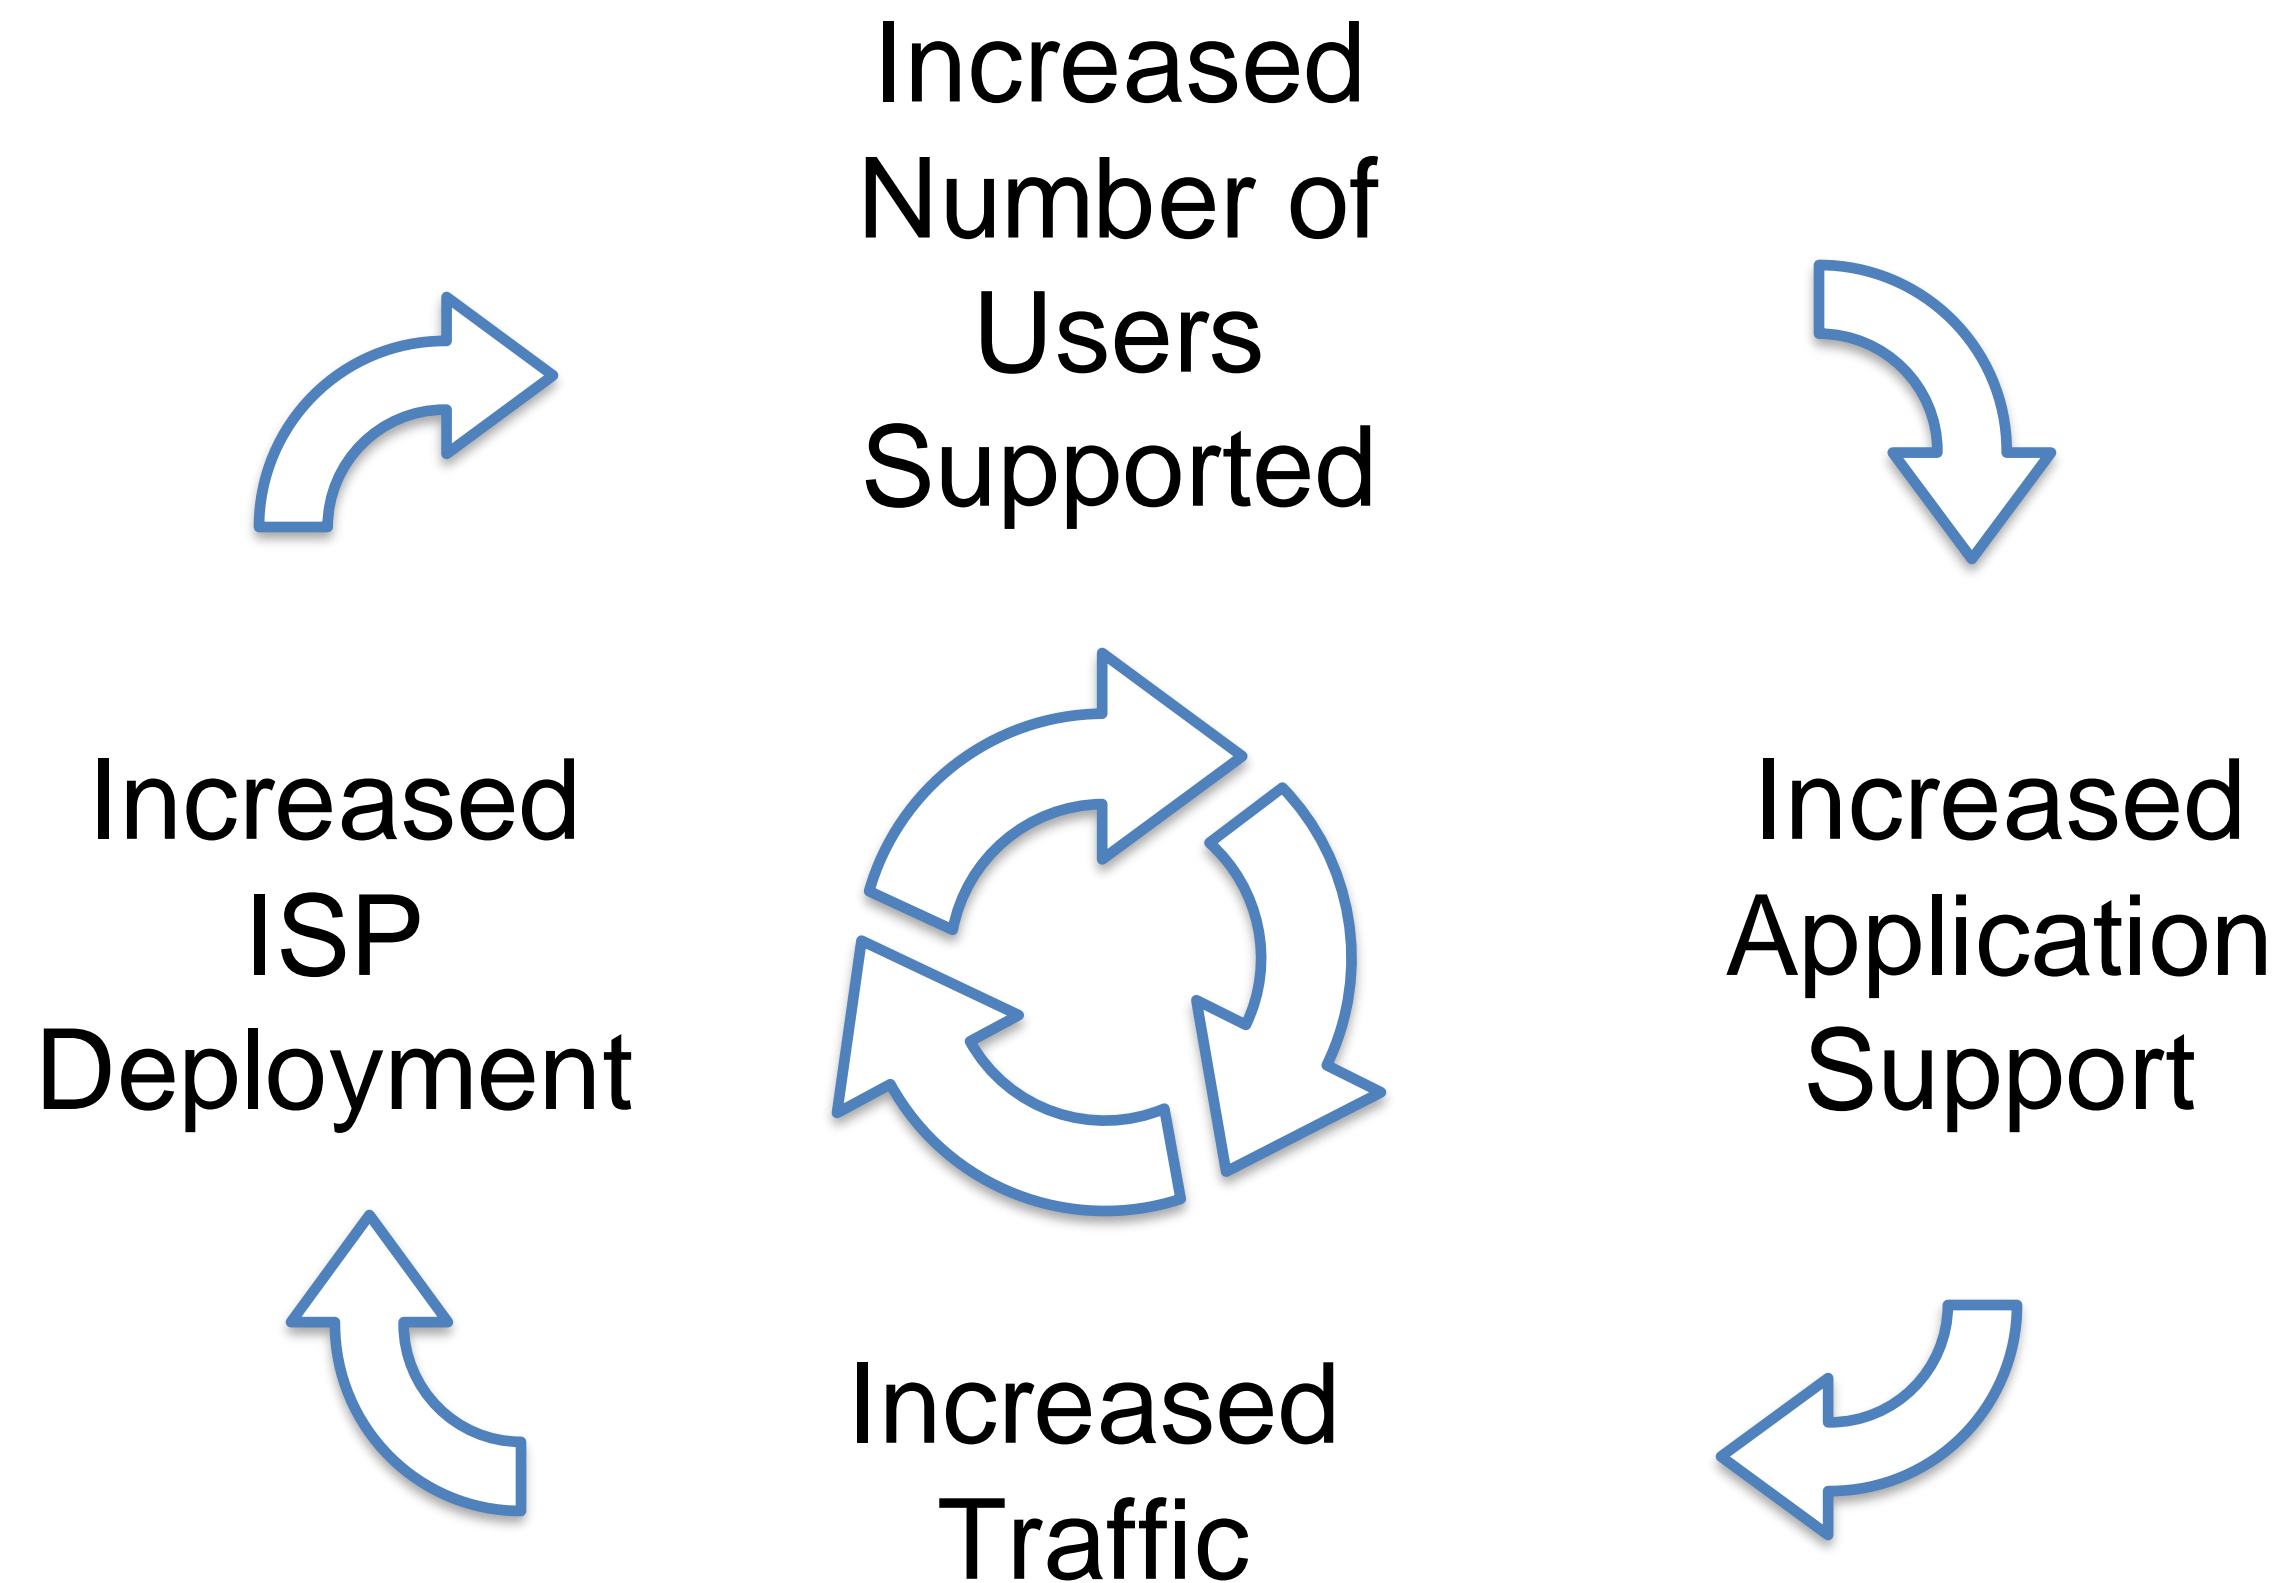 Increased
Number of
Users
Supported
Increased
ISP
Deployment
Increased
Application
Support
Increased
Traffic